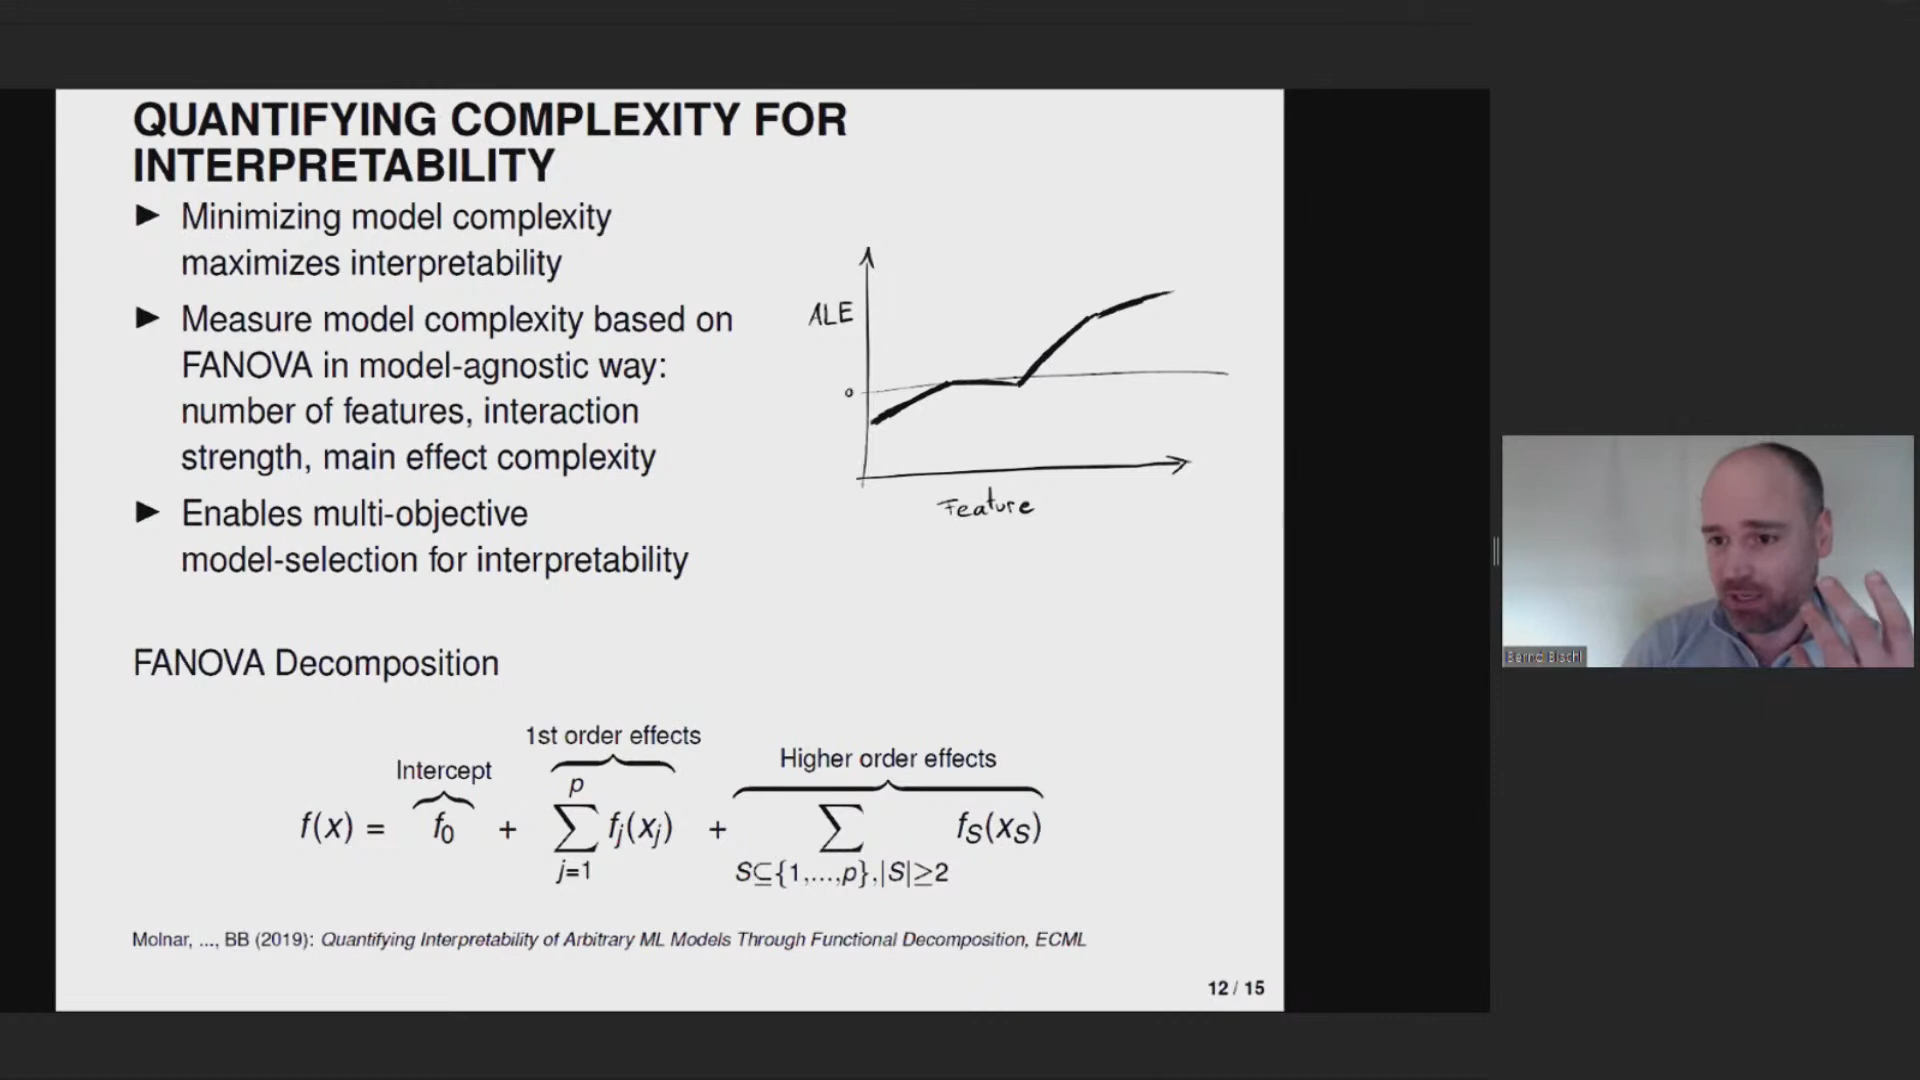 QUANTIFYING COMPLEXITY FOR
INTERPRETABILITY
▶ Minimizing model complexity
maximizes interpretability
▶ Measure model complexity based on
FANOVA in model-agnostic way:
number of features, interaction
strength, main effect complexity
▶ Enables multi-objective
model-selection for interpretability
ALE
0
Feature
FANOVA Decomposition
1st order effects
Higher order effects
Intercept
f(x) = f₀ + ∑ⱼ₌₁ᵖ fⱼ(xⱼ) + ∑ f_S(x_S)
S⊆{1,...,p},|S|≥2
Molnar, ..., BB (2019): Quantifying Interpretability of Arbitrary ML Models Through Functional Decomposition, ECML
12 / 15
Bernd Bischl